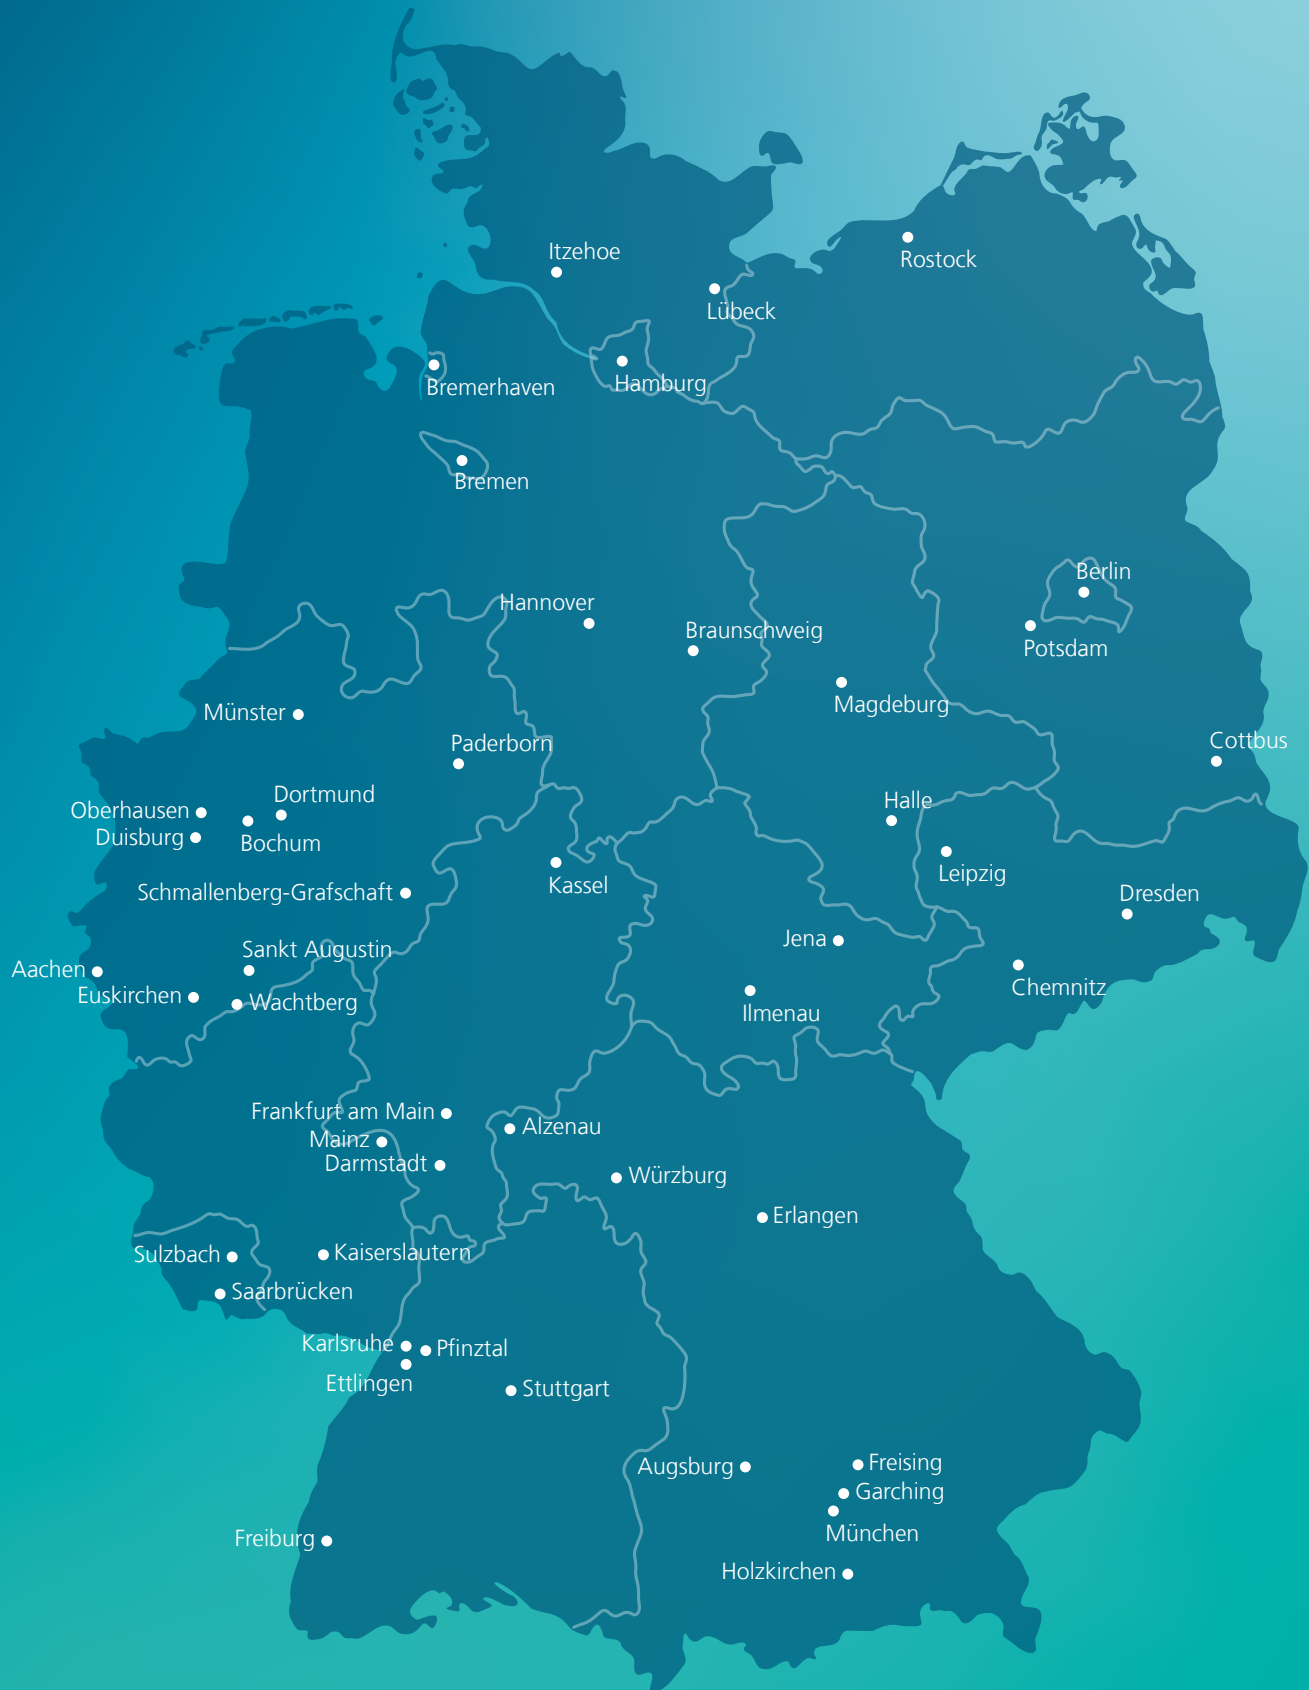 Itzehoe
Rostock
Lübeck
Hamburg
Bremerhaven
Bremen
Berlin
Hannover
Braunschweig
Potsdam
Magdeburg
Münster
Paderborn
Cottbus
Dortmund
Oberhausen
Halle
Duisburg
Bochum
Leipzig
Kassel
Schmallenberg-Grafschaft
Dresden
Jena
Sankt Augustin
Aachen
Chemnitz
Euskirchen
Wachtberg
Ilmenau
Frankfurt am Main
Alzenau
Mainz
Darmstadt
Würzburg
Erlangen
Sulzbach
Kaiserslautern
Saarbrücken
Karlsruhe
Pfinztal
Ettlingen
Stuttgart
Augsburg
Freising
Garching
München
Freiburg
Holzkirchen